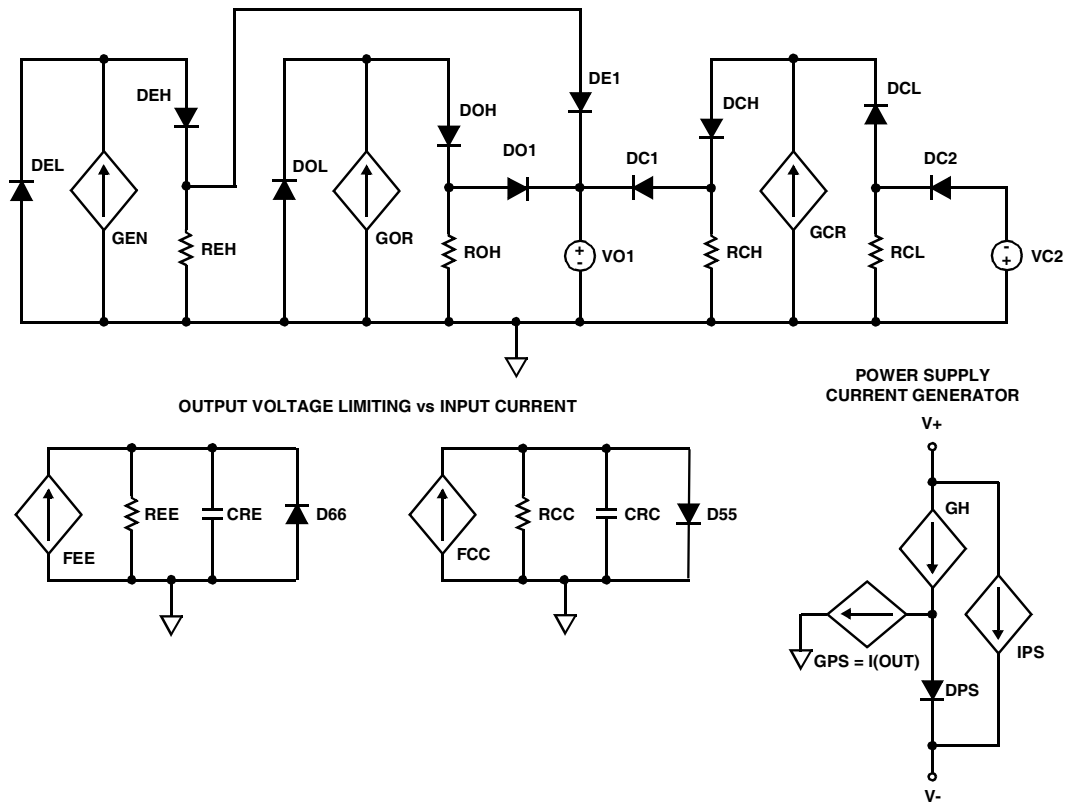 DE1
DEH
DCH
DCL
DOH
DO1
DC1
DC2
DEL
DOL
GEN
REH
GOR
ROH
VO1
RCH
GCR
RCL
VC2
+
-
-
+
OUTPUT VOLTAGE LIMITING vs INPUT CURRENT
POWER SUPPLY
CURRENT GENERATOR
V+
REE
CRE
D66
FEE
RCC
CRC
D55
FCC
GH
GPS = I(OUT)
IPS
DPS
V-